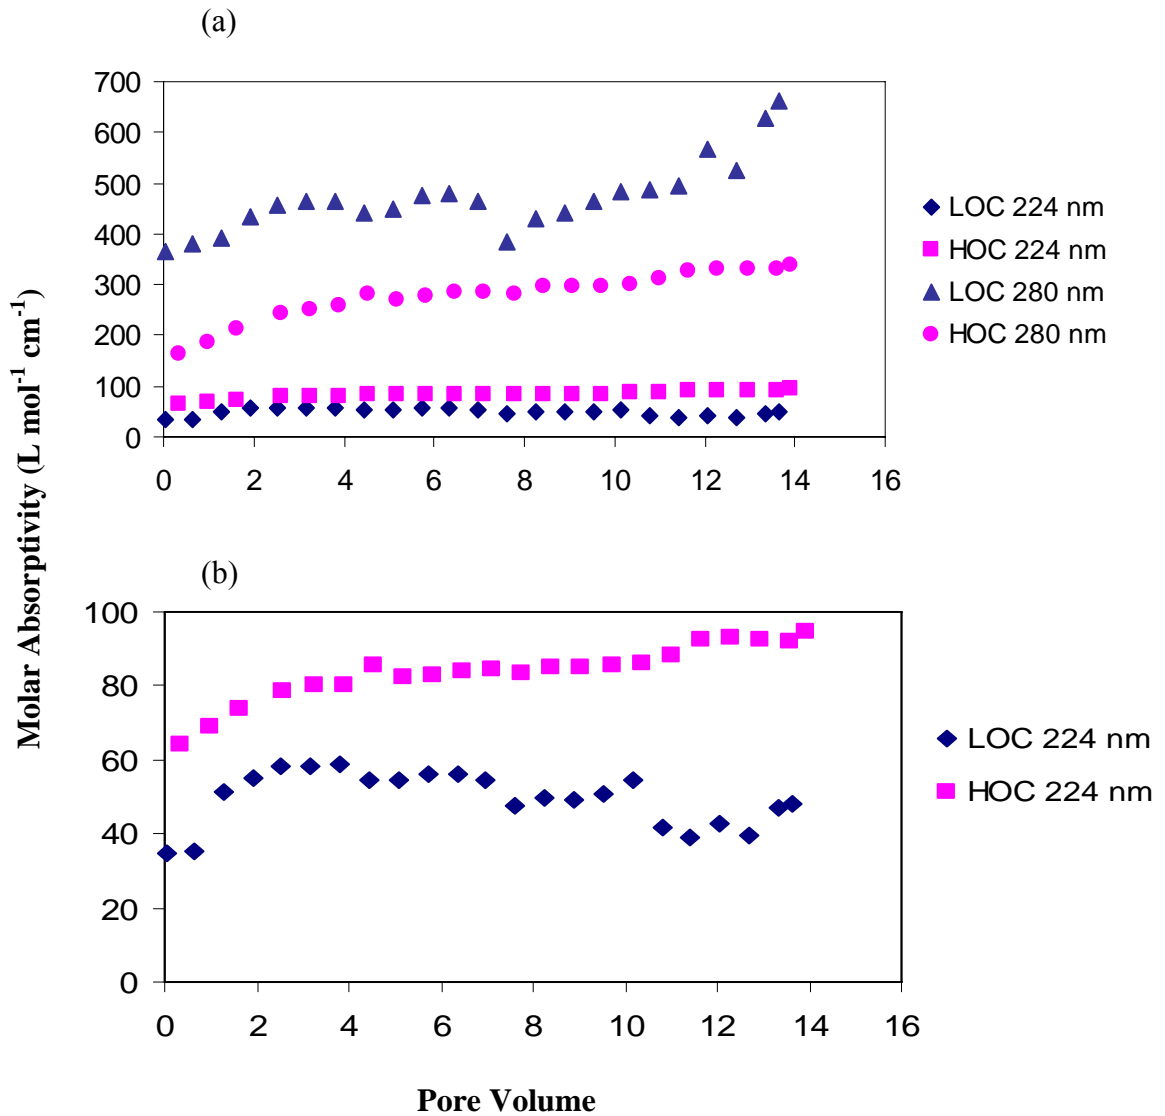 (a)
700
600
500
400
300
200
100
0
0 2 4 6 8 10 12 14 16
LOC 224 nm
HOC 224 nm
LOC 280 nm
HOC 280 nm
Molar Absorptivity (L mol⁻¹ cm⁻¹)
(b)
100
80
60
40
20
0
0 2 4 6 8 10 12 14 16
LOC 224 nm
HOC 224 nm
Pore Volume